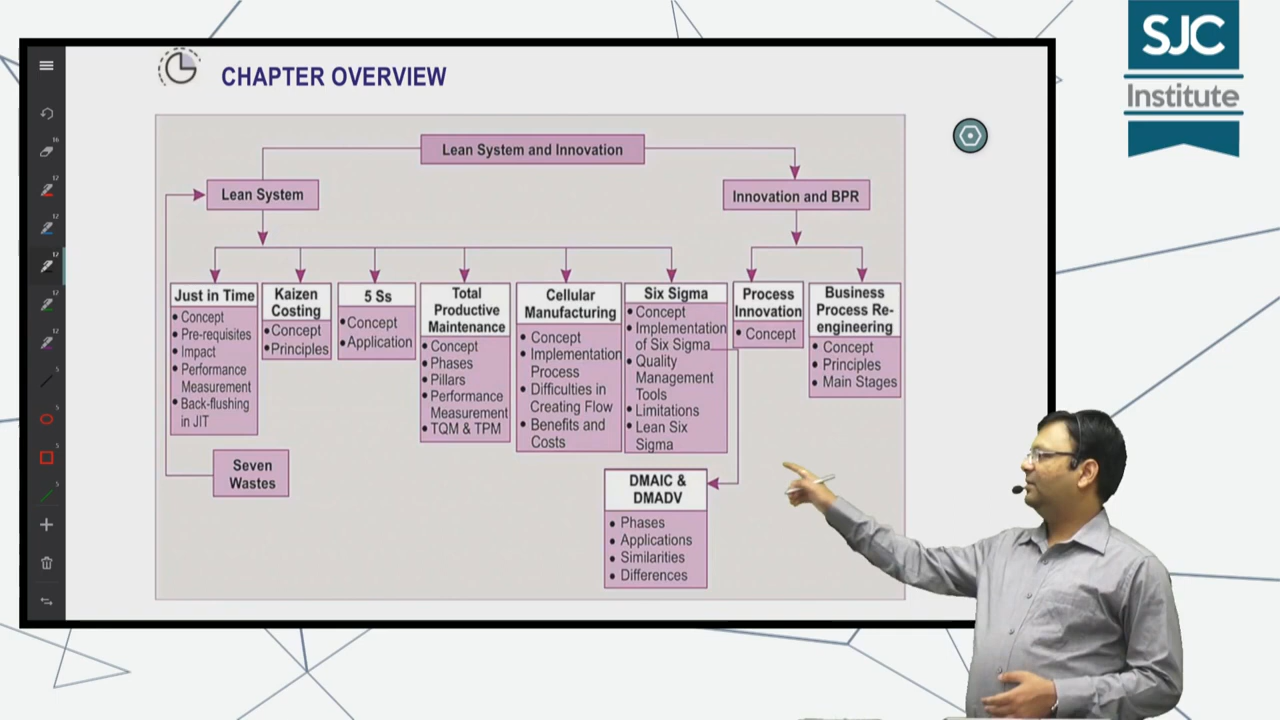 SJC
Institute
CHAPTER OVERVIEW
Lean System and Innovation
Lean System
Innovation and BPR
Just in Time
• Concept
• Pre-requisites
• Impact
• Performance
Measurement
• Back-flushing
in JIT
Kaizen
Costing
• Concept
• Principles
5 Ss
• Concept
• Application
Total
Productive
Maintenance
• Concept
• Phases
• Pillars
• Performance
Measurement
• TQM & TPM
Cellular
Manufacturing
• Concept
• Implementation
Process
• Difficulties in
Creating Flow
• Benefits and
Costs
Six Sigma
• Concept
• Implementation
of Six Sigma
• Quality
Management
Tools
• Limitations
• Lean Six
Sigma
Process
Innovation
• Concept
Business
Process Re-
engineering
• Concept
• Principles
• Main Stages
Seven
Wastes
DMAIC &
DMADV
• Phases
• Applications
• Similarities
• Differences